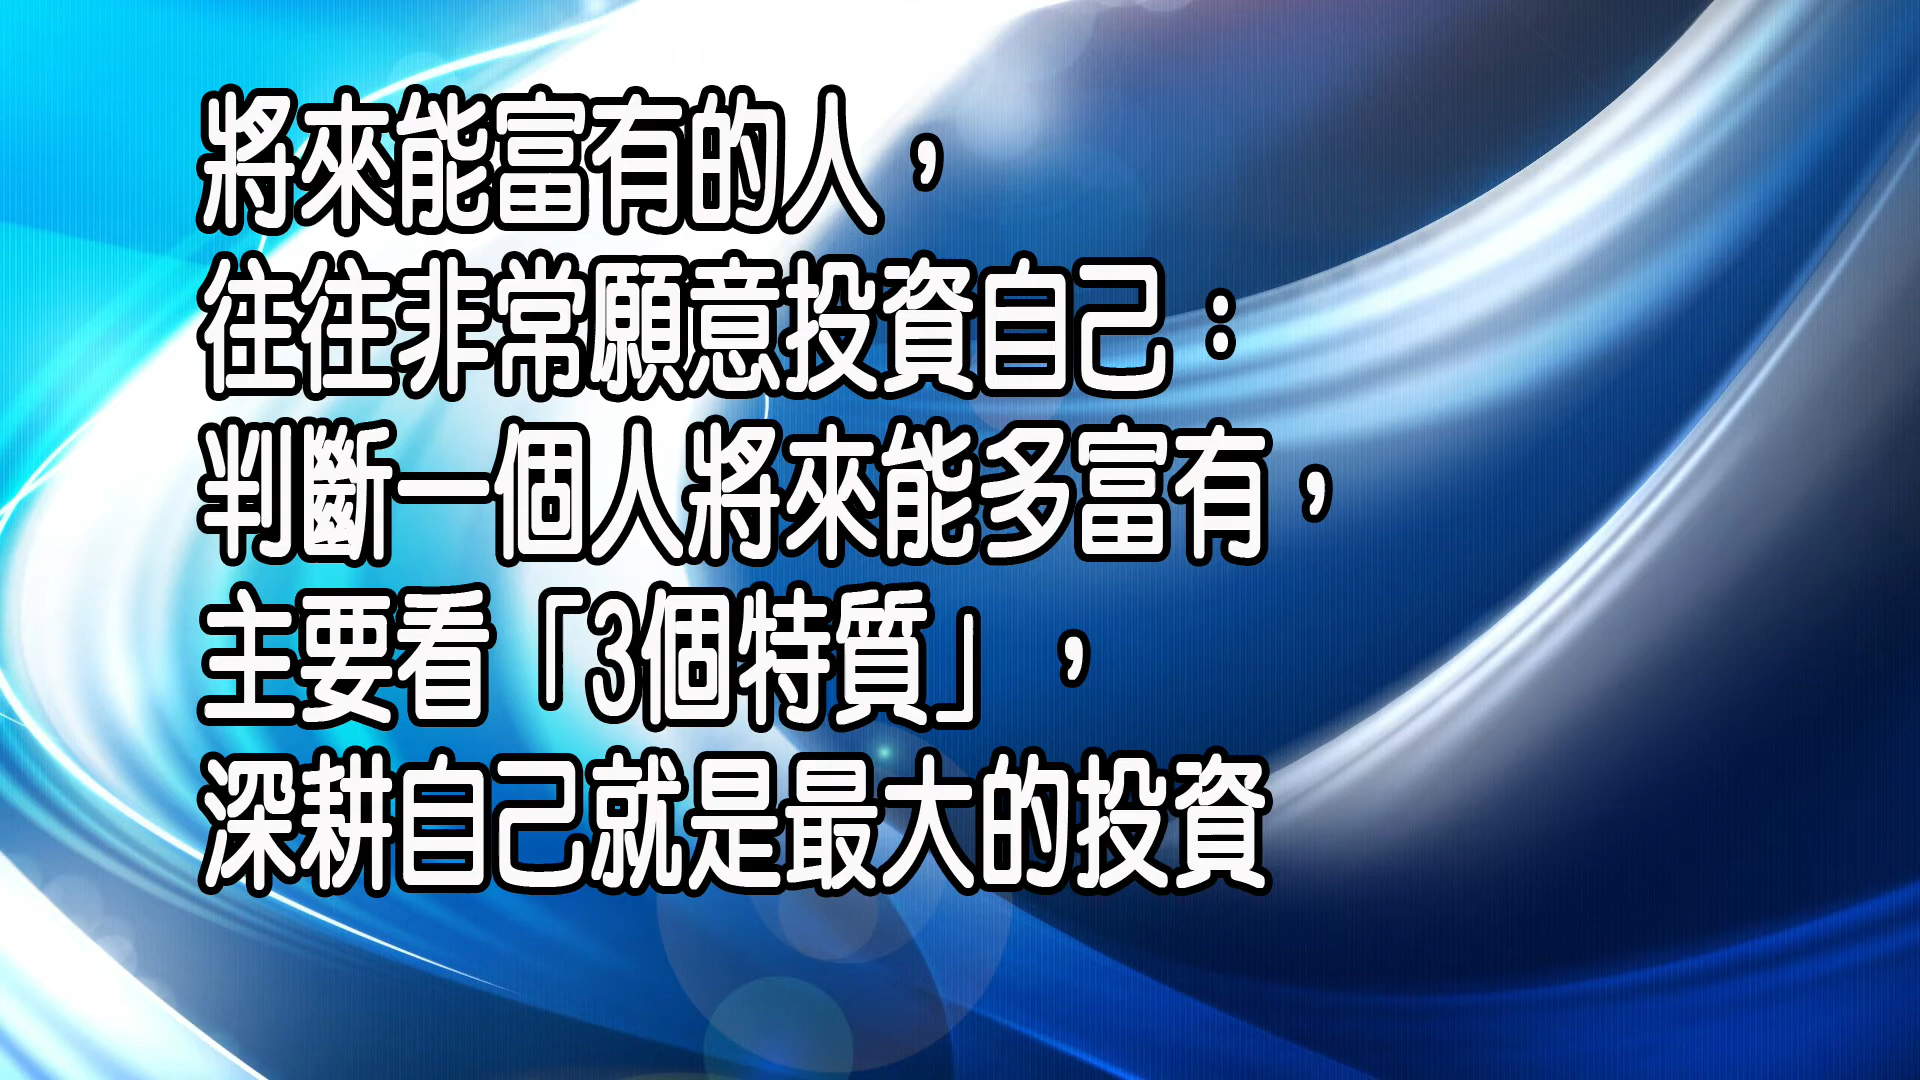 將來能富有的人，
往往非常願意投資自己：
判斷一個人將來能多富有，
主要看「3個特質」，
深耕自己就是最大的投資